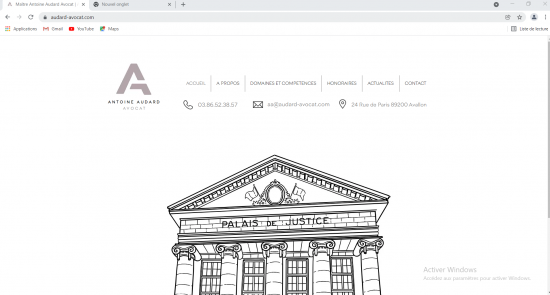 Maître Antoine Audard Avocat |
Nouvel onglet
audard-avocat.com
Applications
Gmail
YouTube
Maps
Liste de lecture
ACCUEIL
A PROPOS
DOMAINES ET COMPETENCES
HONORAIRES
ACTUALITÉS
CONTACT
ANTOINE AUDARD
AVOCAT
03.86.52.38.57
aa@audard-avocat.com
24 Rue de Paris 89200 Avallon
PALAIS DE JUSTICE
Activer Windows
Accédez aux paramètres pour activer Windows.